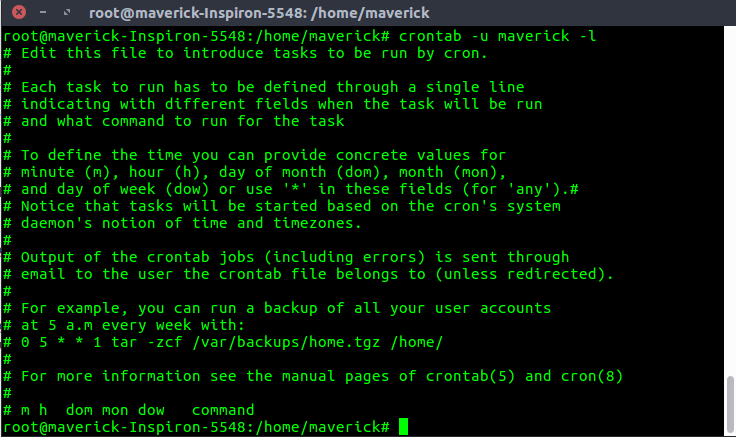 root@maverick-Inspiron-5548: /home/maverick
root@maverick-Inspiron-5548:/home/maverick# crontab -u maverick -l
# Edit this file to introduce tasks to be run by cron.
#
# Each task to run has to be defined through a single line
# indicating with different fields when the task will be run
# and what command to run for the task
#
# To define the time you can provide concrete values for
# minute (m), hour (h), day of month (dom), month (mon),
# and day of week (dow) or use '*' in these fields (for 'any').#
# Notice that tasks will be started based on the cron's system
# daemon's notion of time and timezones.
#
# Output of the crontab jobs (including errors) is sent through
# email to the user the crontab file belongs to (unless redirected).
#
# For example, you can run a backup of all your user accounts
# at 5 a.m every week with:
# 0 5 * * 1 tar -zcf /var/backups/home.tgz /home/
#
# For more information see the manual pages of crontab(5) and cron(8)
#
# m h  dom mon dow   command
root@maverick-Inspiron-5548:/home/maverick#